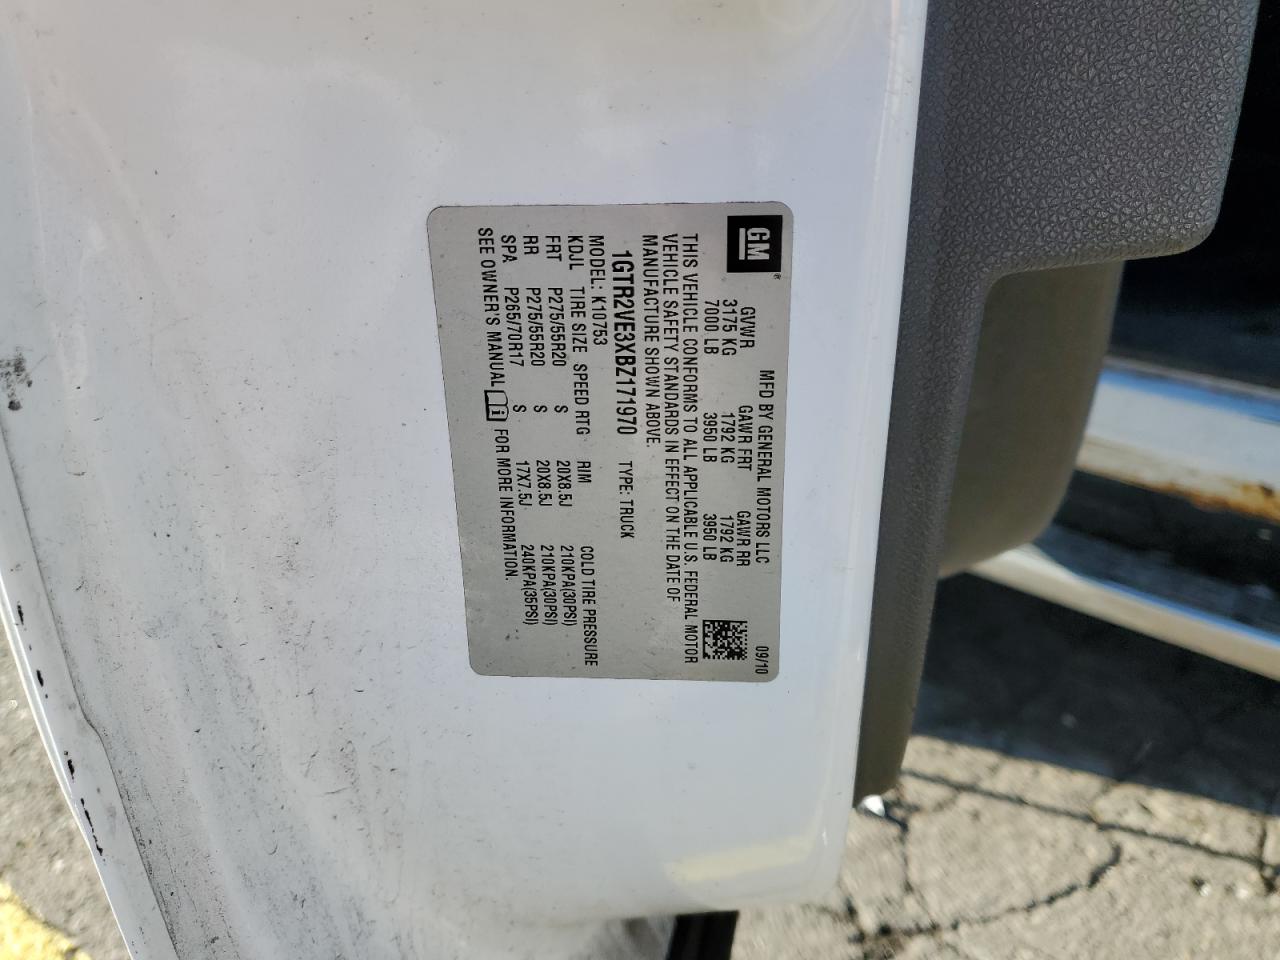 GM®
MFD BY GENERAL MOTORS LLC 09/10
GVWR GAWR FRT GAWR RR
3175 KG 1792 KG 1792 KG
7000 LB 3950 LB 3950 LB
THIS VEHICLE CONFORMS TO ALL APPLICABLE U.S. FEDERAL MOTOR
VEHICLE SAFETY STANDARDS IN EFFECT ON THE DATE OF
MANUFACTURE SHOWN ABOVE.
1GTR2VE3XBZ171970 TYPE: TRUCK
MODEL: K10753
KDJL TIRE SIZE SPEED RTG RIM COLD TIRE PRESSURE
FRT P275/55R20 S 20X8.5J 210KPA(30PSI)
RR P275/55R20 S 20X8.5J 210KPA(30PSI)
SPA P265/70R17 S 17X7.5J 240KPA(35PSI)
SEE OWNER'S MANUAL i FOR MORE INFORMATION.